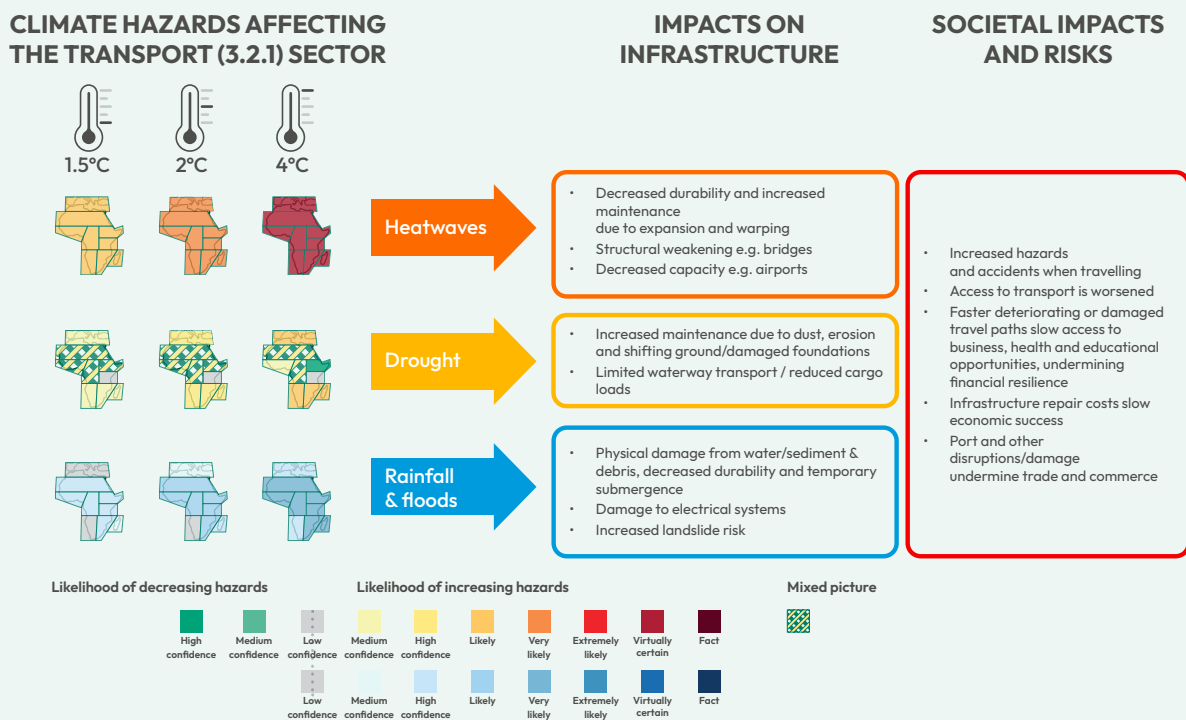 CLIMATE HAZARDS AFFECTING
THE TRANSPORT (3.2.1) SECTOR
IMPACTS ON
INFRASTRUCTURE
SOCIETAL IMPACTS
AND RISKS
1.5°C
2°C
4°C
Heatwaves
• Decreased durability and increased
maintenance
due to expansion and warping
• Structural weakening e.g. bridges
• Decreased capacity e.g. airports
Drought
• Increased maintenance due to dust, erosion
and shifting ground/damaged foundations
• Limited waterway transport / reduced cargo
loads
Rainfall
& floods
• Physical damage from water/sediment &
debris, decreased durability and temporary
submergence
• Damage to electrical systems
• Increased landslide risk
• Increased hazards
and accidents when travelling
• Access to transport is worsened
• Faster deteriorating or damaged
travel paths slow access to
business, health and educational
opportunities, undermining
financial resilience
• Infrastructure repair costs slow
economic success
• Port and other
disruptions/damage
undermine trade and commerce
Likelihood of decreasing hazards
Likelihood of increasing hazards
Mixed picture
High
confidence
Medium
confidence
Low
confidence
Medium
confidence
High
confidence
Likely
Very
likely
Extremely
likely
Virtually
certain
Fact
Low
confidence
Medium
confidence
High
confidence
Likely
Very
likely
Extremely
likely
Virtually
certain
Fact